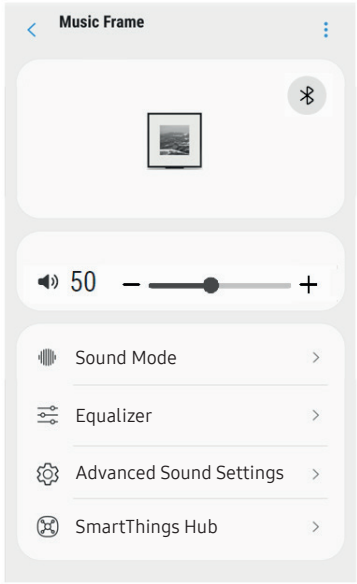 Music Frame
50
Sound Mode
Equalizer
Advanced Sound Settings
SmartThings Hub